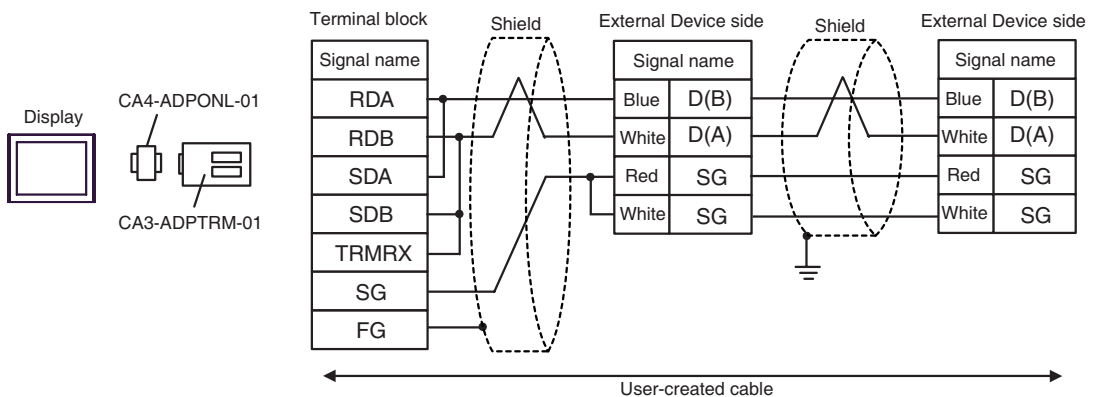 Display
CA4-ADPONL-01
CA3-ADPTRM-01
Terminal block
Signal name
RDA
RDB
SDA
SDB
TRMRX
SG
FG
Shield
External Device side
Signal name
Blue D(B)
White D(A)
Red SG
White SG
Shield
External Device side
Signal name
Blue D(B)
White D(A)
Red SG
White SG
User-created cable